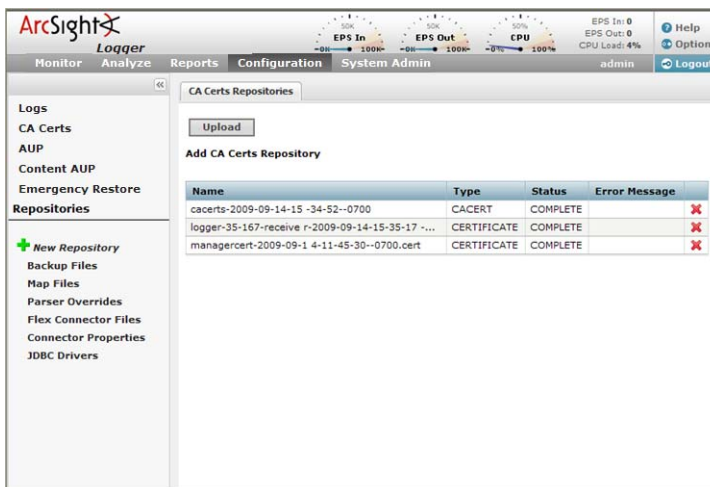 ArcSight
Logger
50K
EPS In
0K 100K
50K
EPS Out
0K 100K
50%
CPU
0% 100%
EPS In: 0
EPS Out: 0
CPU Load: 4%
Help
Option
Monitor Analyze Reports Configuration System Admin admin Logout
«
Logs
CA Certs
AUP
Content AUP
Emergency Restore
Repositories
New Repository
Backup Files
Map Files
Parser Overrides
Flex Connector Files
Connector Properties
JDBC Drivers
CA Certs Repositories
Upload
Add CA Certs Repository
Name Type Status Error Message
cacerts-2009-09-14-15 -34-52--0700 CACERT COMPLETE
logger-35-167-receive r-2009-09-14-15-35-17 -... CERTIFICATE COMPLETE
managercert-2009-09-1 4-11-45-30--0700.cert CERTIFICATE COMPLETE